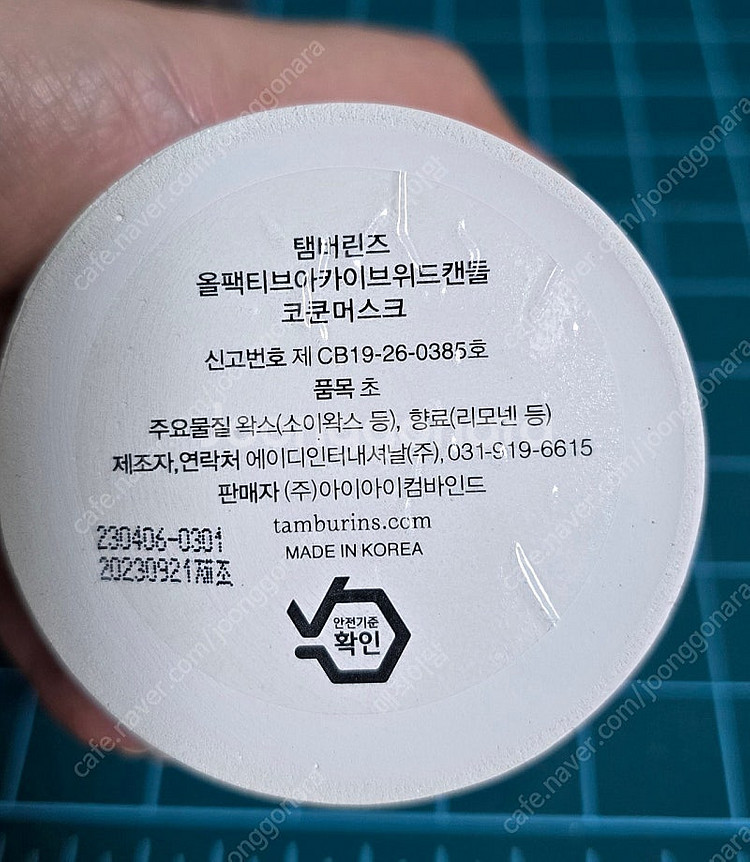 탬버린즈
올팩티브아카이브위드캔들
코쿤머스크
신고번호 제 CB19-26-0385호
품목 초
주요물질 왁스(소이왁스 등), 향료(리모넨 등)
제조자,연락처 에이디인터내셔날(주), 031-919-6615
판매자 (주)아이아이컴바인드
tamburins.com
MADE IN KOREA
230406-0301
20230921제조
안전기준
확인
cafe.naver.com/joonggonara